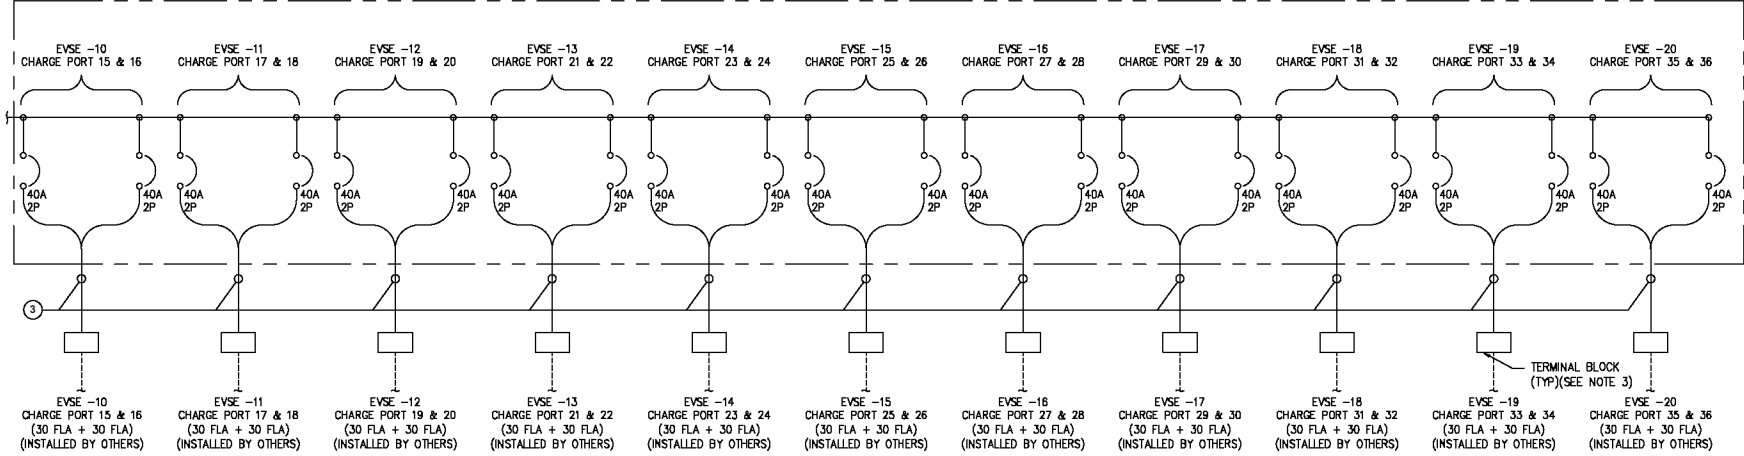 EVSE -10
CHARGE PORT 15 & 16
EVSE -11
CHARGE PORT 17 & 18
EVSE -12
CHARGE PORT 19 & 20
EVSE -13
CHARGE PORT 21 & 22
EVSE -14
CHARGE PORT 23 & 24
EVSE -15
CHARGE PORT 25 & 26
EVSE -16
CHARGE PORT 27 & 28
EVSE -17
CHARGE PORT 29 & 30
EVSE -18
CHARGE PORT 31 & 32
EVSE -19
CHARGE PORT 33 & 34
EVSE -20
CHARGE PORT 35 & 36
40A
2P
40A
2P
40A
2P
40A
2P
40A
2P
40A
2P
40A
2P
40A
2P
40A
2P
40A
2P
40A
2P
40A
2P
40A
2P
40A
2P
40A
2P
40A
2P
40A
2P
40A
2P
40A
2P
40A
2P
40A
2P
40A
2P
3
TERMINAL BLOCK
(TYP)(SEE NOTE 3)
EVSE -10
CHARGE PORT 15 & 16
(30 FLA + 30 FLA)
(INSTALLED BY OTHERS)
EVSE -11
CHARGE PORT 17 & 18
(30 FLA + 30 FLA)
(INSTALLED BY OTHERS)
EVSE -12
CHARGE PORT 19 & 20
(30 FLA + 30 FLA)
(INSTALLED BY OTHERS)
EVSE -13
CHARGE PORT 21 & 22
(30 FLA + 30 FLA)
(INSTALLED BY OTHERS)
EVSE -14
CHARGE PORT 23 & 24
(30 FLA + 30 FLA)
(INSTALLED BY OTHERS)
EVSE -15
CHARGE PORT 25 & 26
(30 FLA + 30 FLA)
(INSTALLED BY OTHERS)
EVSE -16
CHARGE PORT 27 & 28
(30 FLA + 30 FLA)
(INSTALLED BY OTHERS)
EVSE -17
CHARGE PORT 29 & 30
(30 FLA + 30 FLA)
(INSTALLED BY OTHERS)
EVSE -18
CHARGE PORT 31 & 32
(30 FLA + 30 FLA)
(INSTALLED BY OTHERS)
EVSE -19
CHARGE PORT 33 & 34
(30 FLA + 30 FLA)
(INSTALLED BY OTHERS)
EVSE -20
CHARGE PORT 35 & 36
(30 FLA + 30 FLA)
(INSTALLED BY OTHERS)